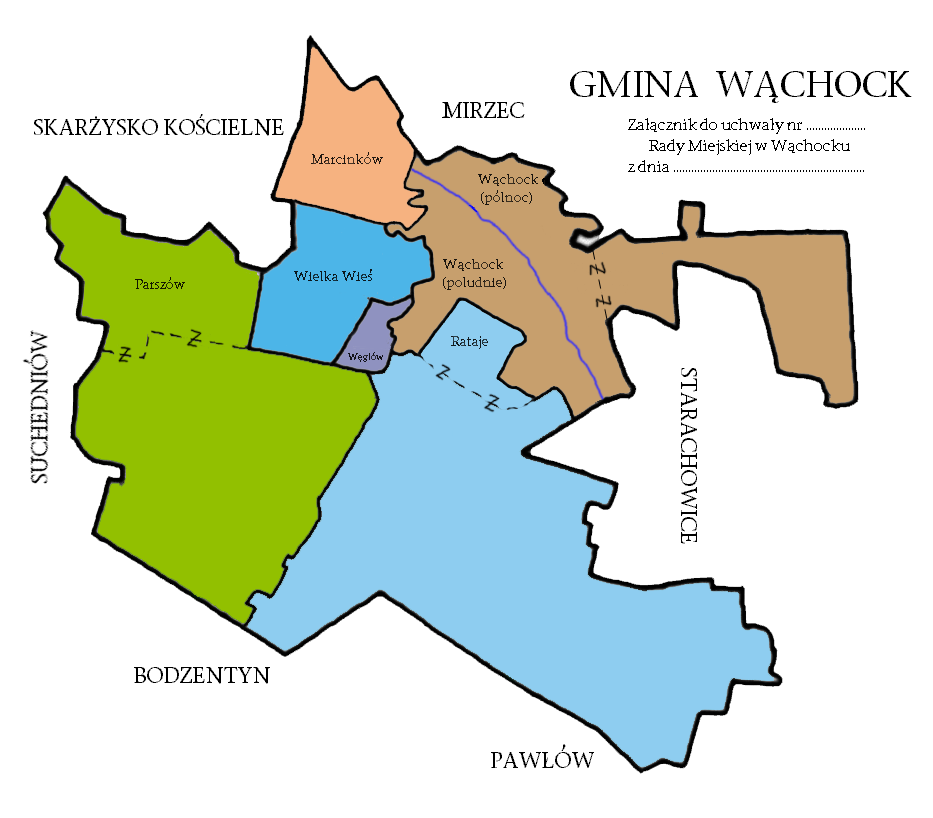 GMINA WĄCHOCK
Załącznik do uchwały nr ...................
Rady Miejskiej w Wąchocku
z dnia .............................................................
MIRZEC
SKARŻYSKO KOŚCIELNE
Marcinków
Wąchock
(północ)
Wąchock
(południe)
Wielka Wieś
Parszów
Rataje
Węglów
Z
Z
Z
Z
Z
Z
SUCHEDNIÓW
STARACHOWICE
BODZENTYN
PAWŁÓW